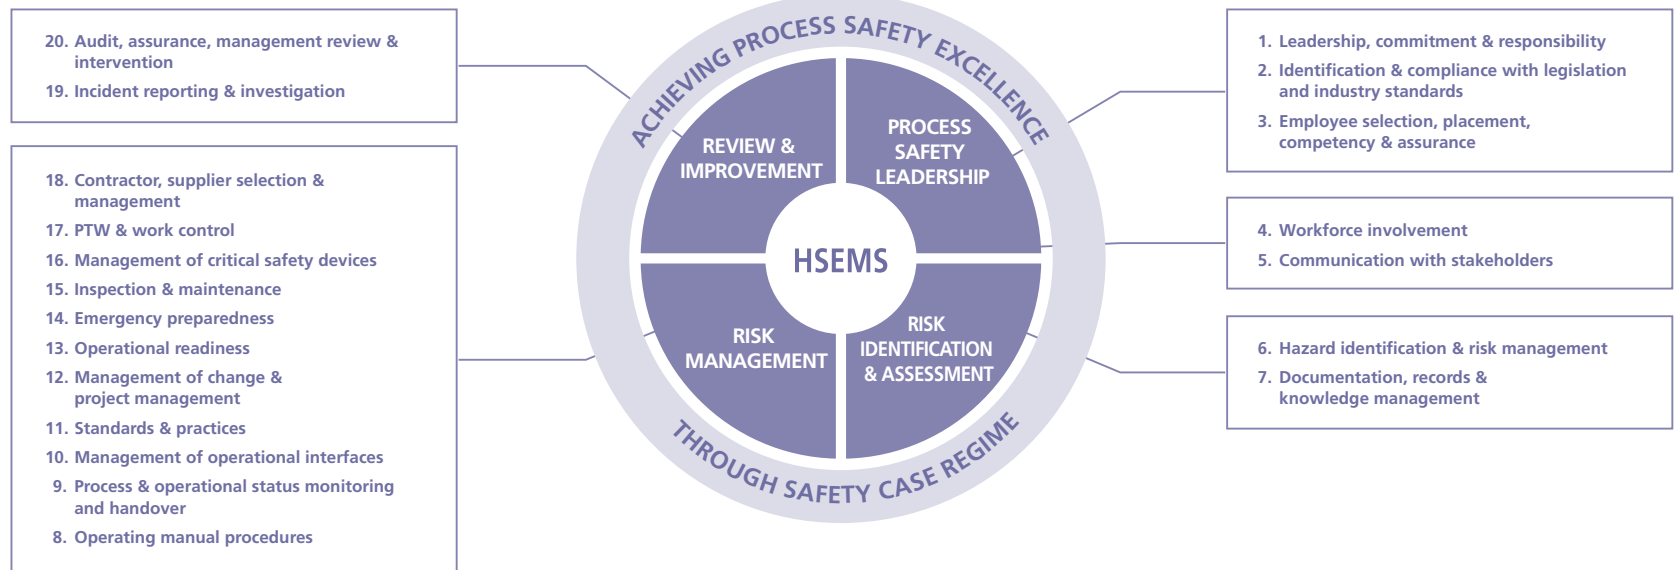 20. Audit, assurance, management review &
intervention
19. Incident reporting & investigation
18. Contractor, supplier selection &
management
17. PTW & work control
16. Management of critical safety devices
15. Inspection & maintenance
14. Emergency preparedness
13. Operational readiness
12. Management of change &
project management
11. Standards & practices
10. Management of operational interfaces
9. Process & operational status monitoring
and handover
8. Operating manual procedures
ACHIEVING PROCESS SAFETY EXCELLENCE
REVIEW &
IMPROVEMENT
PROCESS
SAFETY
LEADERSHIP
HSEMS
RISK
MANAGEMENT
RISK
IDENTIFICATION
& ASSESSMENT
THROUGH SAFETY CASE REGIME
1. Leadership, commitment & responsibility
2. Identification & compliance with legislation
and industry standards
3. Employee selection, placement,
competency & assurance
4. Workforce involvement
5. Communication with stakeholders
6. Hazard identification & risk management
7. Documentation, records &
knowledge management